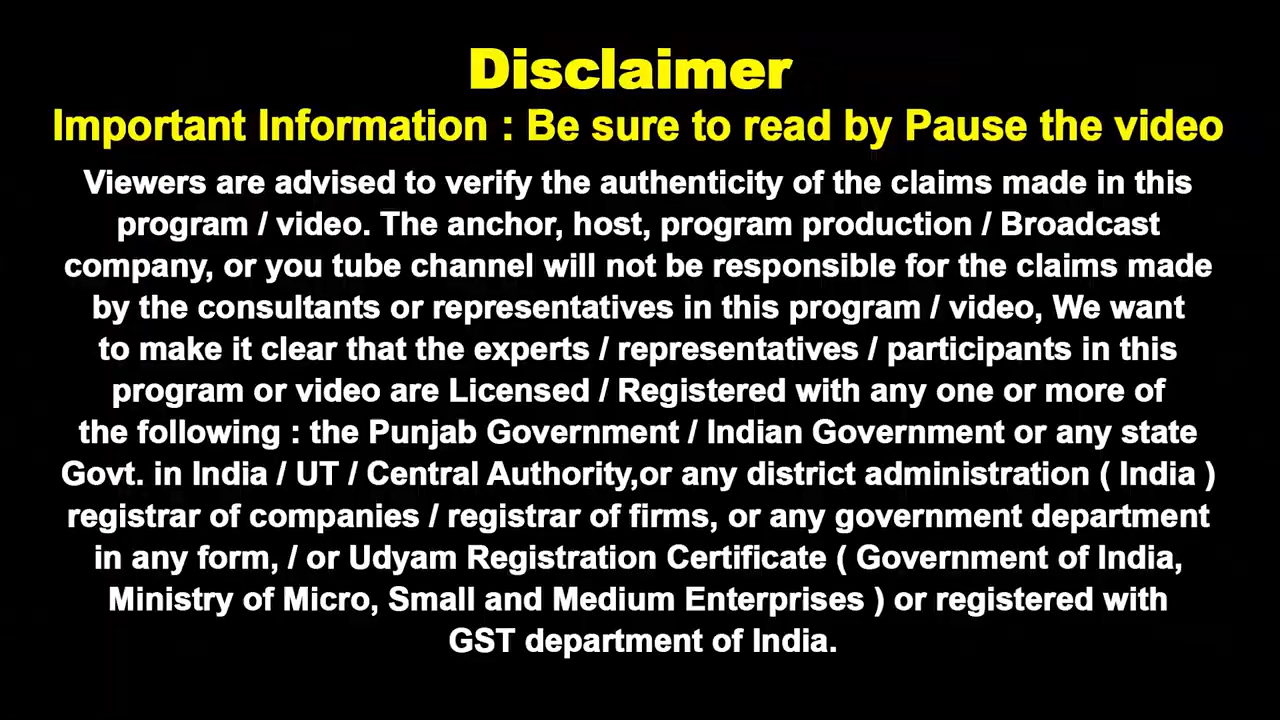 Disclaimer
Important Information : Be sure to read by Pause the video
Viewers are advised to verify the authenticity of the claims made in this
program / video. The anchor, host, program production / Broadcast
company, or you tube channel will not be responsible for the claims made
by the consultants or representatives in this program / video, We want
to make it clear that the experts / representatives / participants in this
program or video are Licensed / Registered with any one or more of
the following : the Punjab Government / Indian Government or any state
Govt. in India / UT / Central Authority,or any district administration ( India )
registrar of companies / registrar of firms, or any government department
in any form, / or Udyam Registration Certificate ( Government of India,
Ministry of Micro, Small and Medium Enterprises ) or registered with
GST department of India.